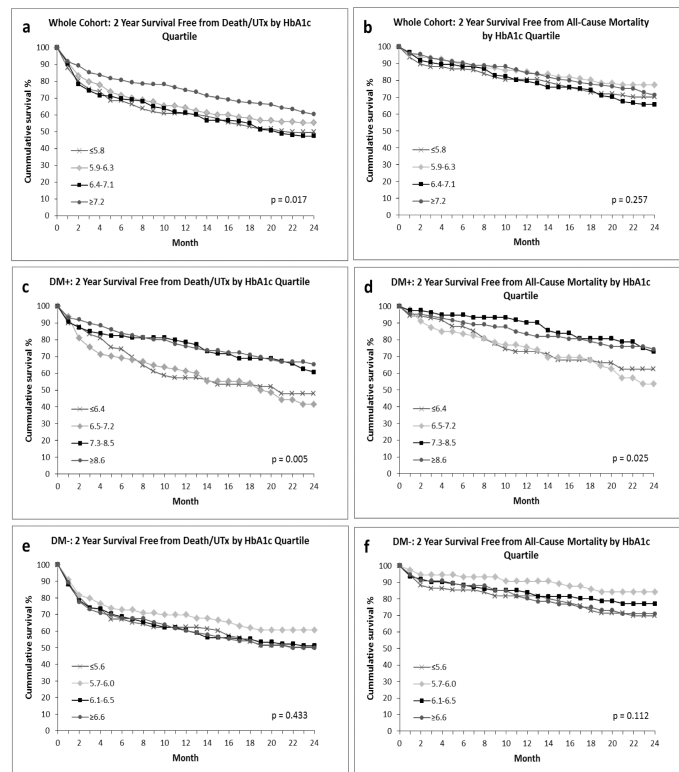 a
Whole Cohort: 2 Year Survival Free from Death/UTx by HbA1c
Quartile
Cummulative survival %
100
90
80
70
60
50
40
30
20
10
0
≤5.8
5.9-6.3
6.4-7.1
≥7.2
p = 0.017
0 2 4 6 8 10 12 14 16 18 20 22 24
Month
b
Whole Cohort: 2 Year Survival Free from All-Cause Mortality
by HbA1c Quartile
Cummulative survival %
100
90
80
70
60
50
40
30
20
10
0
≤5.8
5.9-6.3
6.4-7.1
≥7.2
p = 0.257
0 2 4 6 8 10 12 14 16 18 20 22 24
Month
c
DM+: 2 Year Survival Free from Death/UTx by HbA1c Quartile
Cummulative survival %
100
90
80
70
60
50
40
30
20
10
0
≤6.4
6.5-7.2
7.3-8.5
≥8.6
p = 0.005
0 2 4 6 8 10 12 14 16 18 20 22 24
Month
d
DM+: 2 Year Survival Free from All-Cause Mortality by HbA1c
Quartile
Cummulative survival %
100
90
80
70
60
50
40
30
20
10
0
≤6.4
6.5-7.2
7.3-8.5
≥8.6
p = 0.025
0 2 4 6 8 10 12 14 16 18 20 22 24
Month
e
DM-: 2 Year Survival Free from Death/UTx by HbA1c Quartile
Cummulative survival %
100
90
80
70
60
50
40
30
20
10
0
≤5.6
5.7-6.0
6.1-6.5
≥6.6
p = 0.433
0 2 4 6 8 10 12 14 16 18 20 22 24
Month
f
DM-: 2 Year Survival Free from All-Cause Mortality by HbA1c
Quartile
Cummulative survival %
100
90
80
70
60
50
40
30
20
10
0
≤5.6
5.7-6.0
6.1-6.5
≥6.6
p = 0.112
0 2 4 6 8 10 12 14 16 18 20 22 24
Month